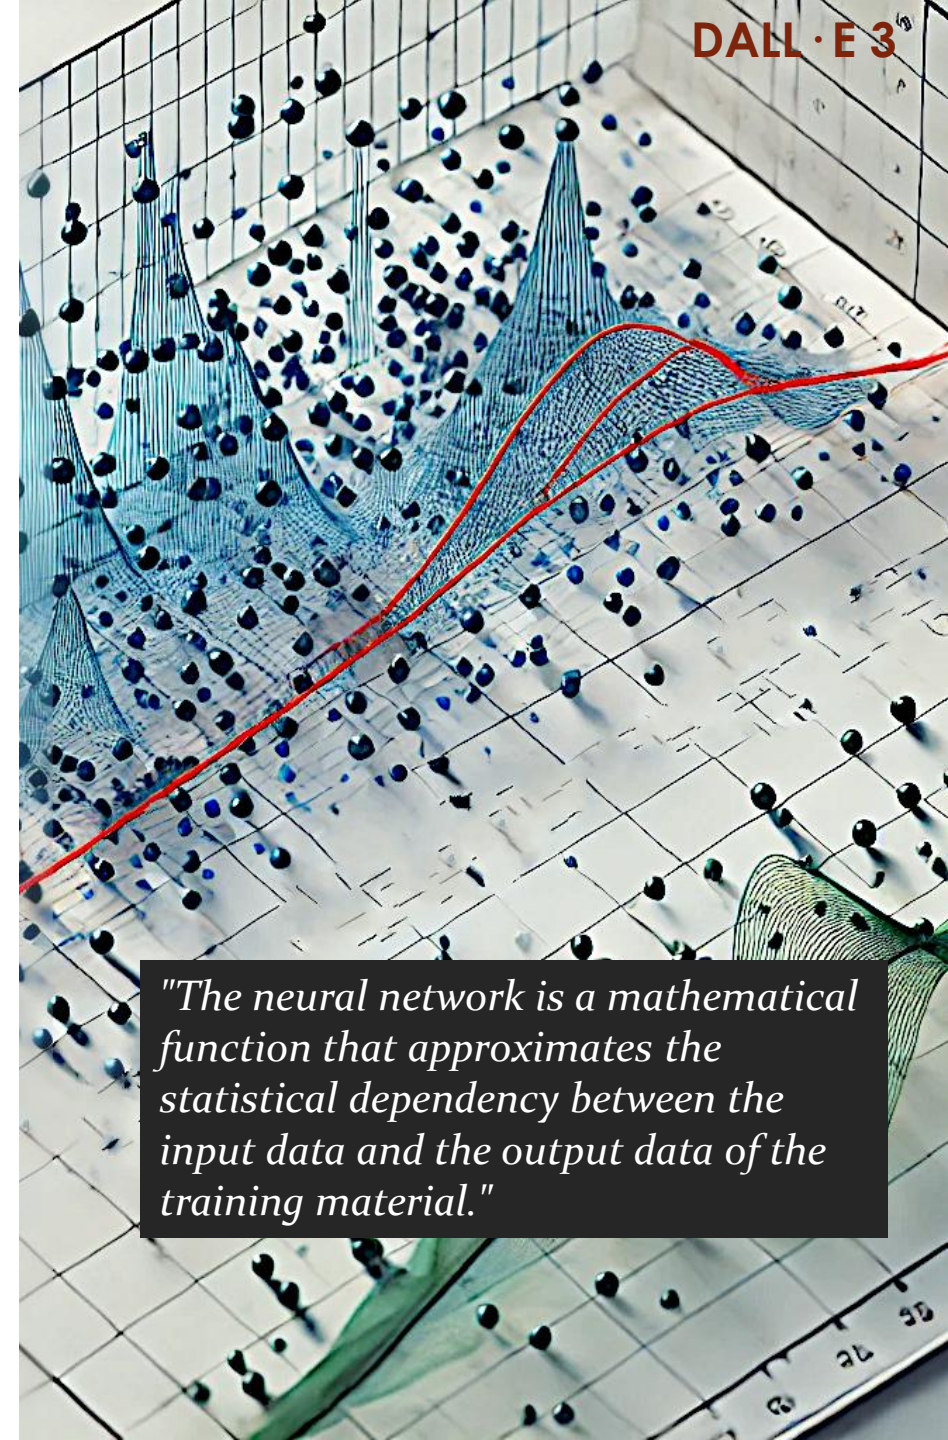 DALL·E 3
"The neural network is a mathematical
function that approximates the
statistical dependency between the
input data and the output data of the
training material."